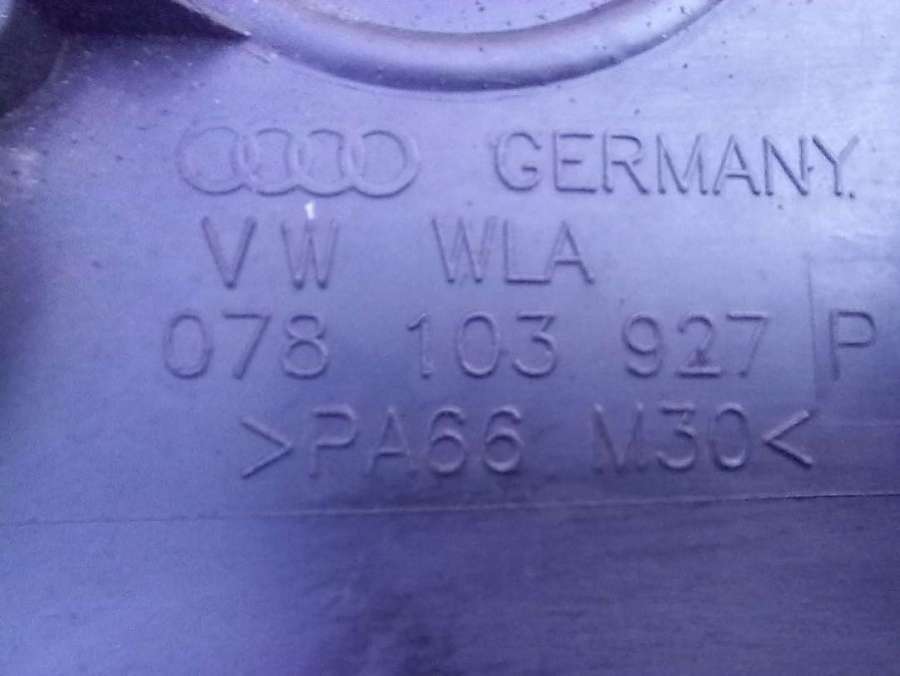 GERMANY.
VW WLA
078 103 927 P
>PA66 M30<